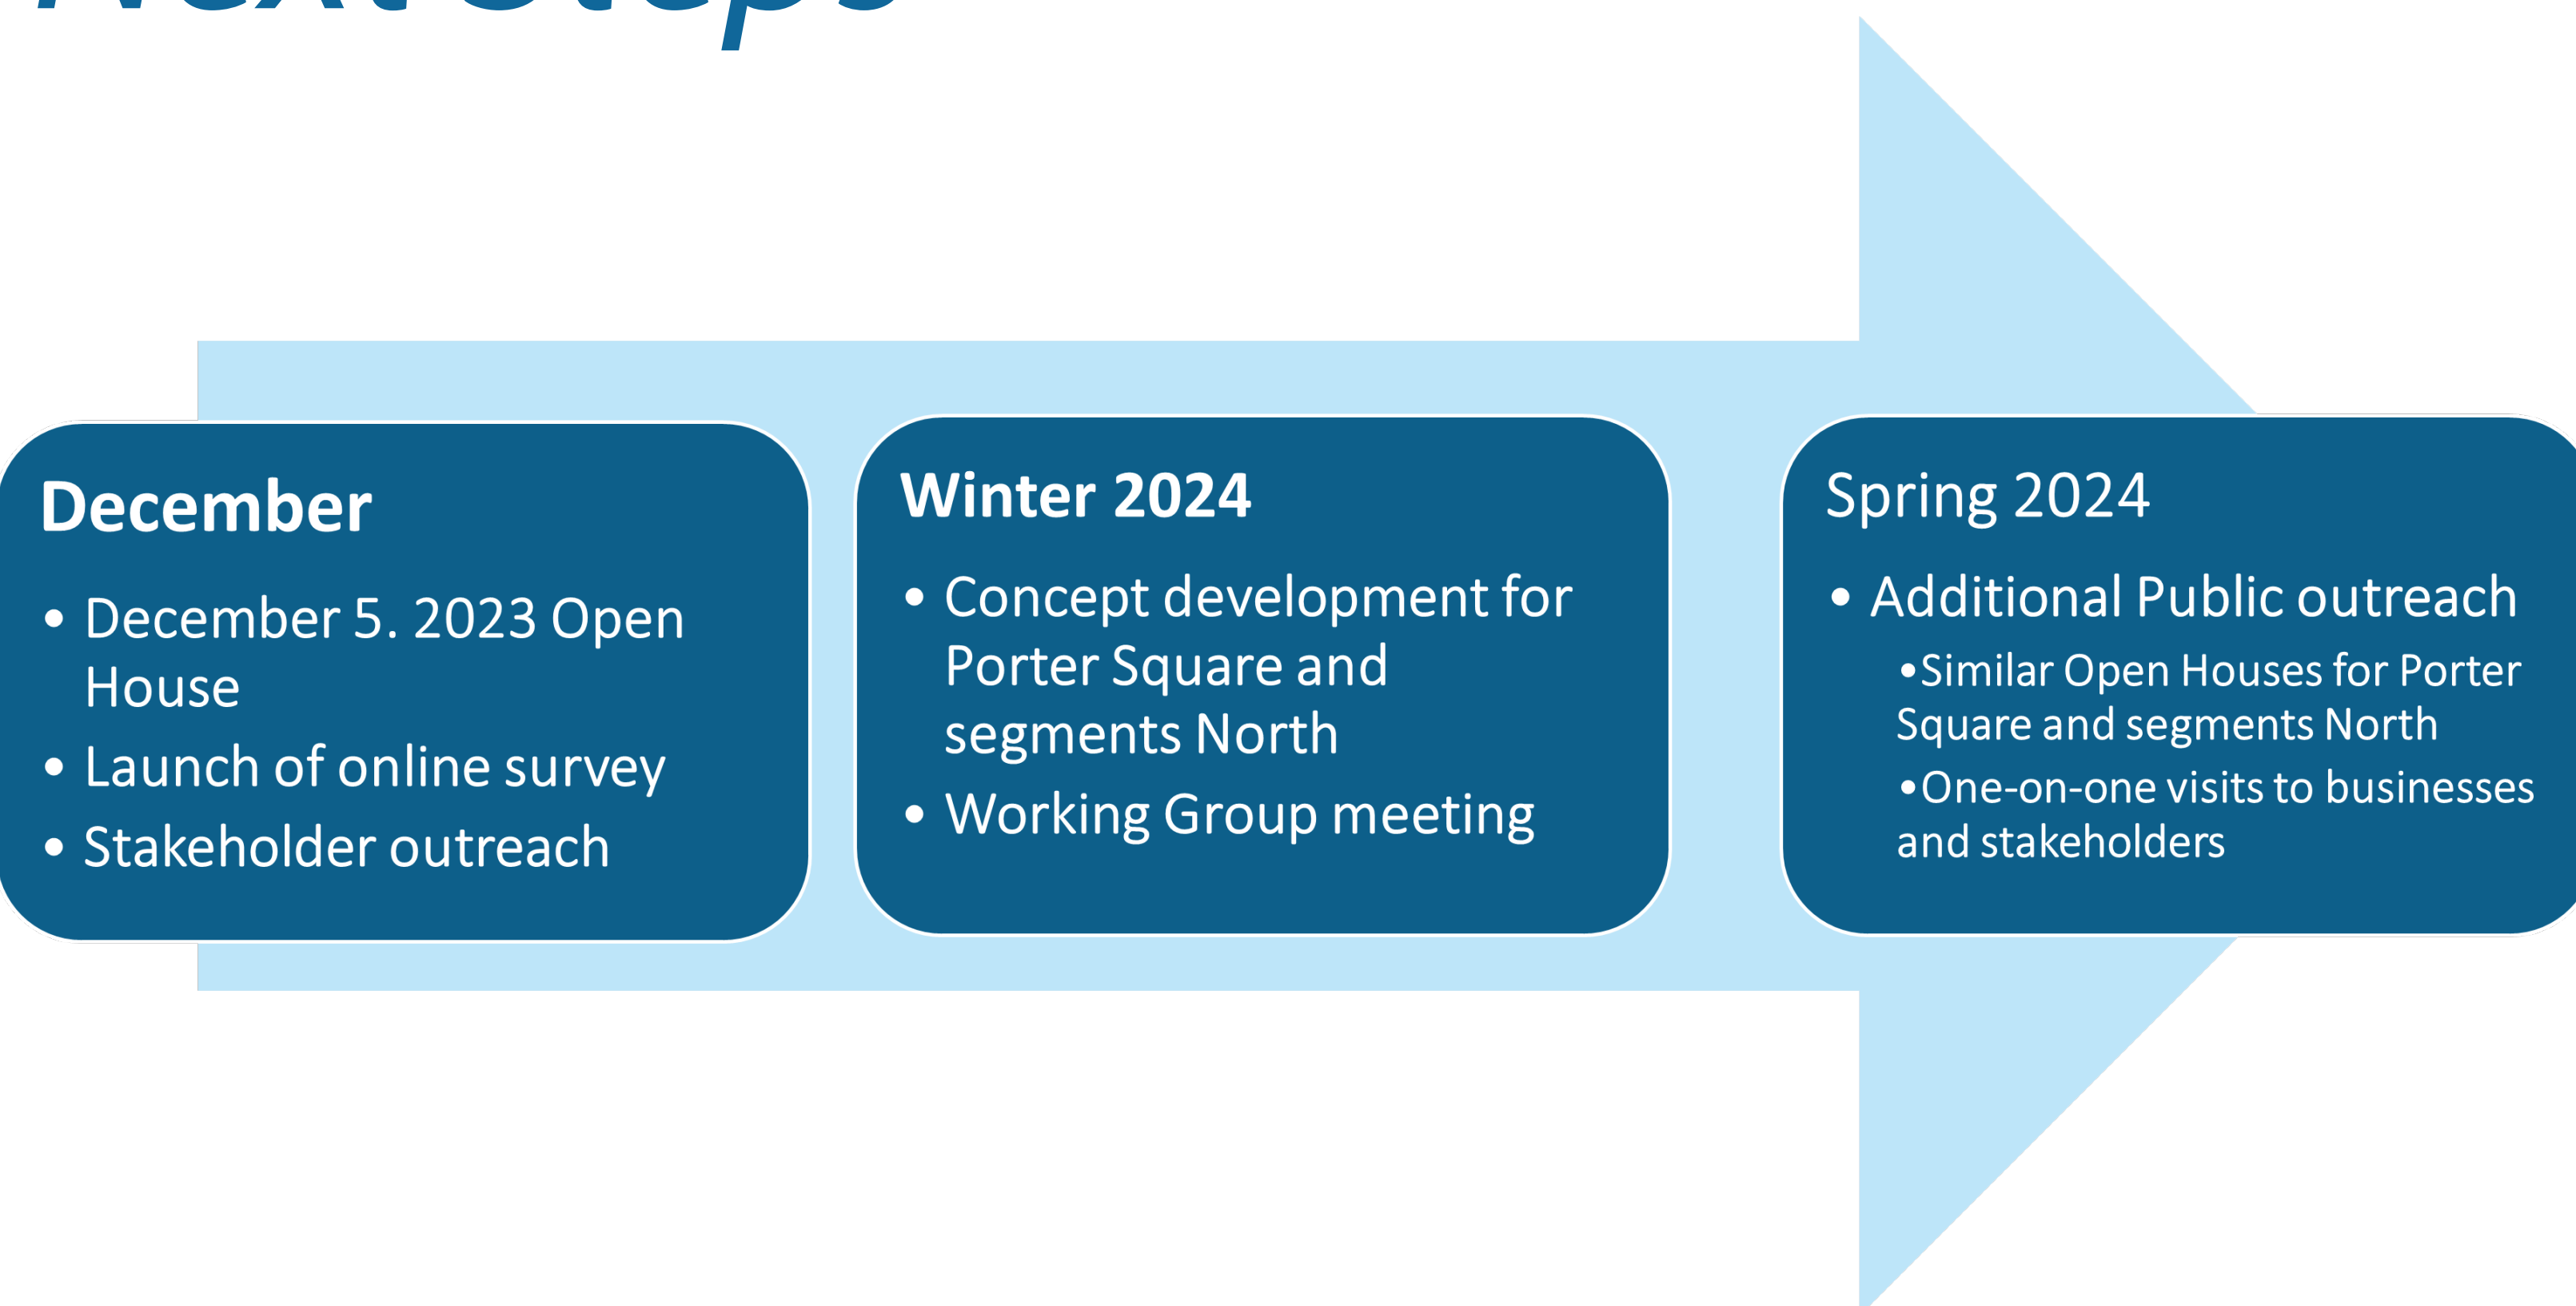 Next Steps
December
• December 5. 2023 Open
House
• Launch of online survey
• Stakeholder outreach
Winter 2024
• Concept development for
Porter Square and
segments North
• Working Group meeting
Spring 2024
• Additional Public outreach
•Similar Open Houses for Porter
Square and segments North
•One-on-one visits to businesses
and stakeholders